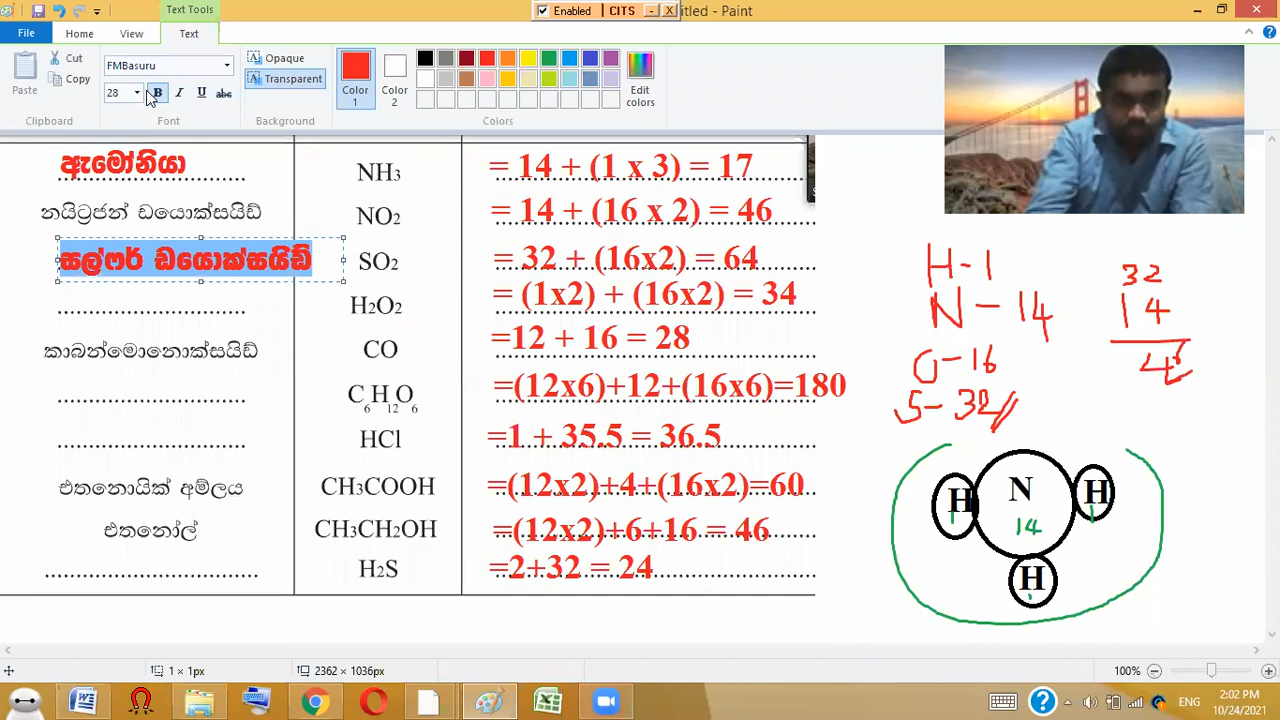 Text Tools
Enabled | CITS
ntitled - Paint
File
Home
View
Text
Cut
Copy
Paste
FMBasuru
28
B I U abc
Opaque
Transparent
Color 1
Color 2
Edit colors
Clipboard
Font
Background
Colors
ඇමෝනියා
NH3
= 14 + (1 x 3) = 17
නයිට්‍රජන් ඩයොක්සයිඩ්
NO2
= 14 + (16 x 2) = 46
සල්ෆර් ඩයොක්සයිඩ්
SO2
= 32 + (16x2) = 64
H2O2
= (1x2) + (16x2) = 34
කාබන්මොනොක්සයිඩ්
CO
=12 + 16 = 28
C6H12O6
=(12x6)+12+(16x6)=180
HCl
=1 + 35.5 = 36.5
එතනොයික් අම්ලය
CH3COOH
=(12x2)+4+(16x2)=60
එතනෝල්
CH3CH2OH
=(12x2)+6+16 = 46
H2S
=2+32 = 24
H-1
N-14
O-16
S-32
32
14
46
H
N
H
14
H
1 × 1px
2362 × 1036px
100%
ENG
2:02 PM
10/24/2021